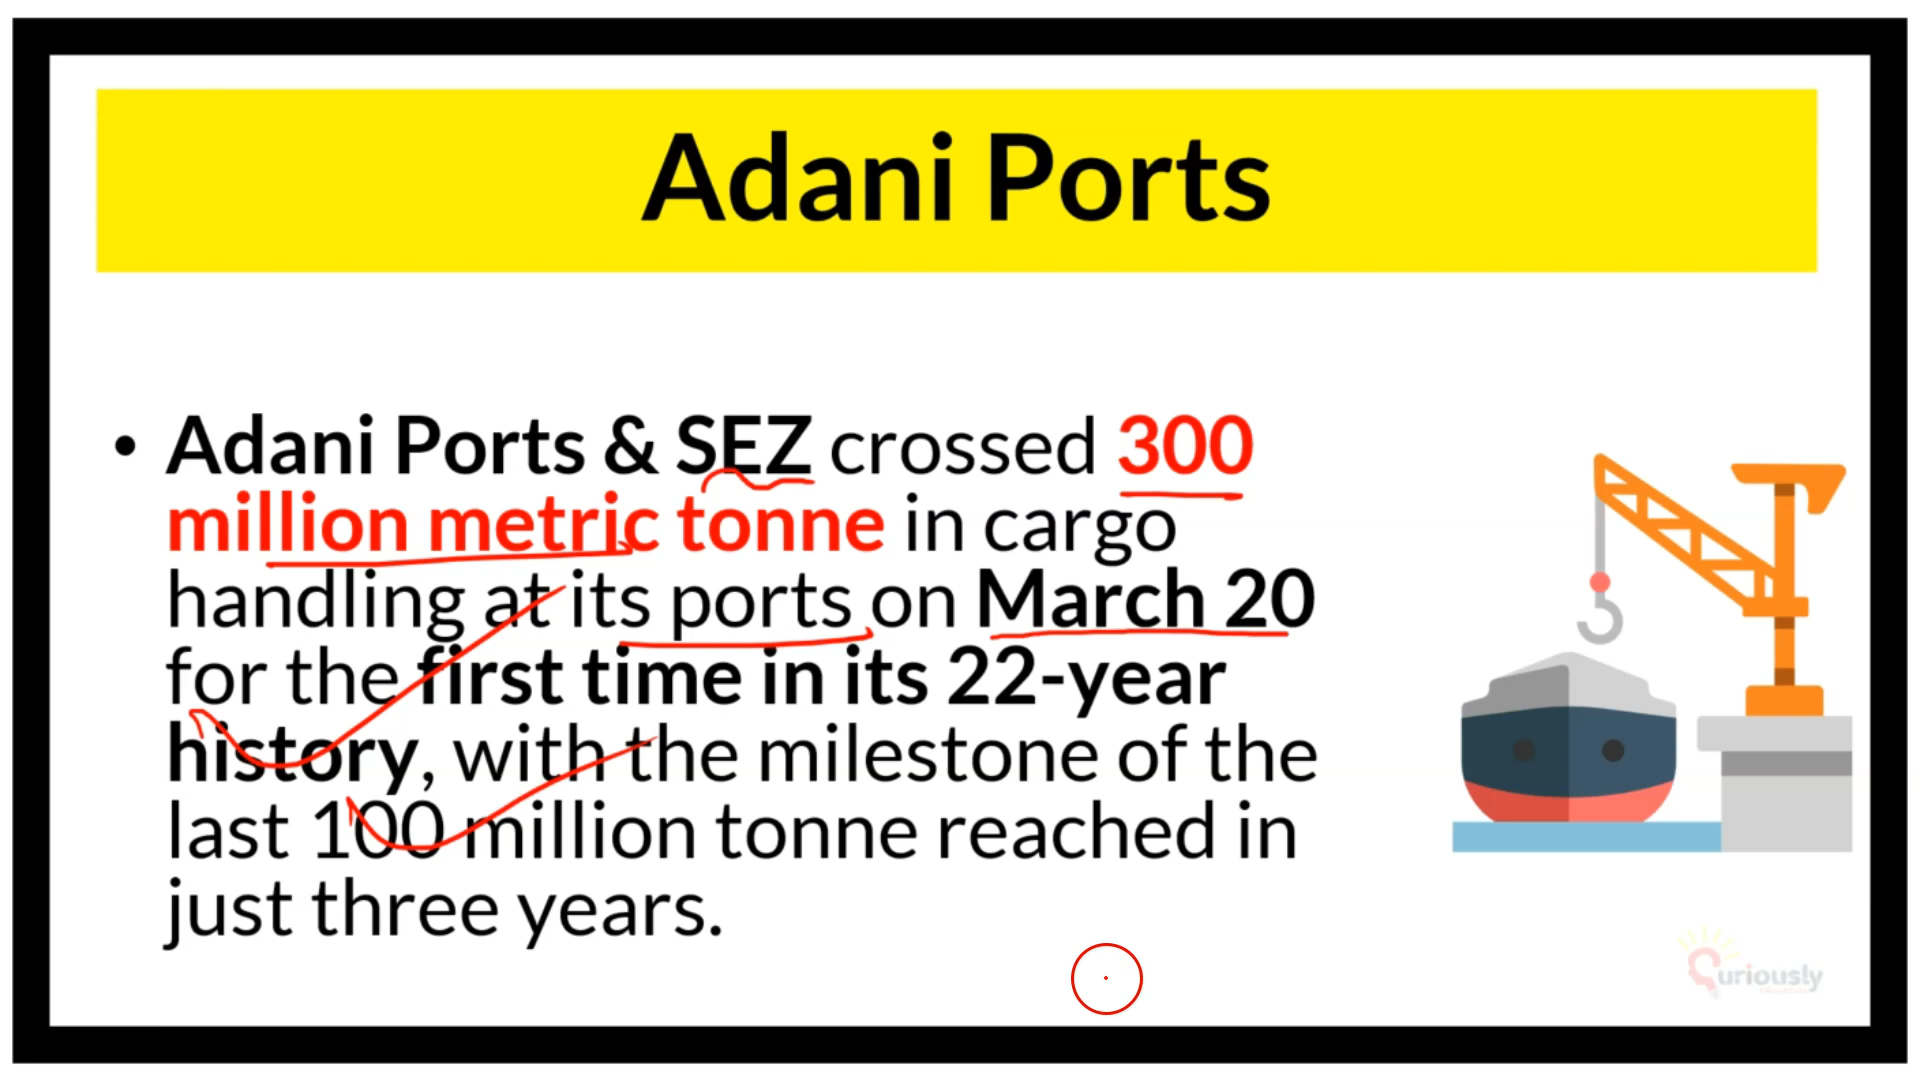 Adani Ports
• Adani Ports & SEZ crossed 300
million metric tonne in cargo
handling at its ports on March 20
for the first time in its 22-year
history, with the milestone of the
last 100 million tonne reached in
just three years.
Curiously